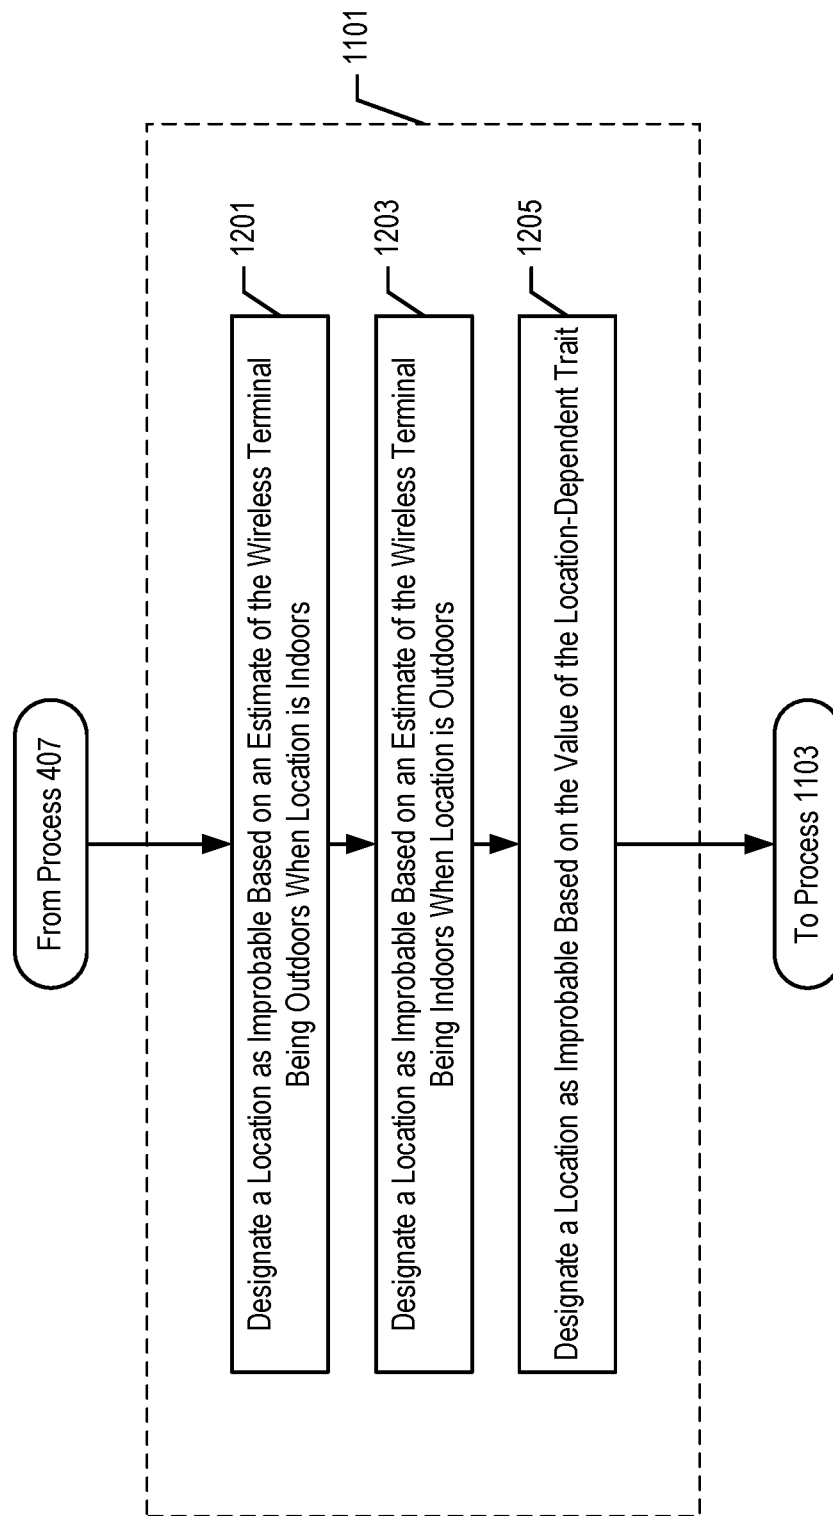 From Process 407
1101
1201
Designate a Location as Improbable Based on an Estimate of the Wireless Terminal
Being Outdoors When Location is Indoors
1203
Designate a Location as Improbable Based on an Estimate of the Wireless Terminal
Being Indoors When Location is Outdoors
1205
Designate a Location as Improbable Based on the Value of the Location-Dependent Trait
To Process 1103